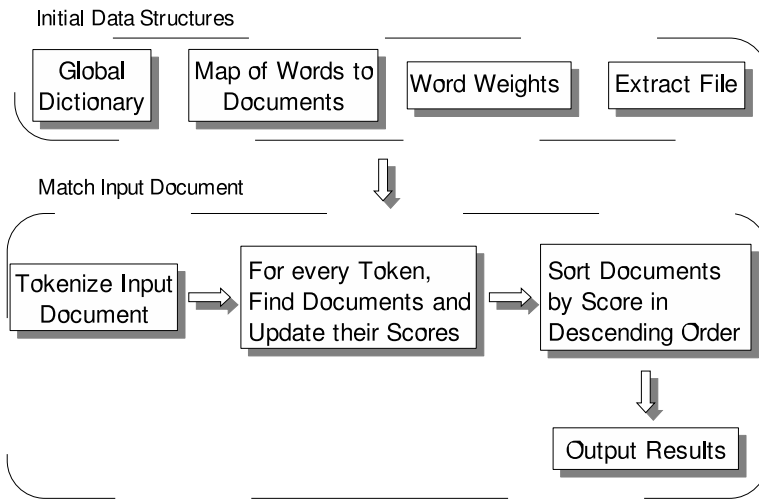 Initial Data Structures
Global
Dictionary
Map of Words to
Documents
Word Weights
Extract File
Match Input Document
Tokenize Input
Document
For every Token,
Find Documents and
Update their Scores
Sort Documents
by Score in
Descending Order
Output Results